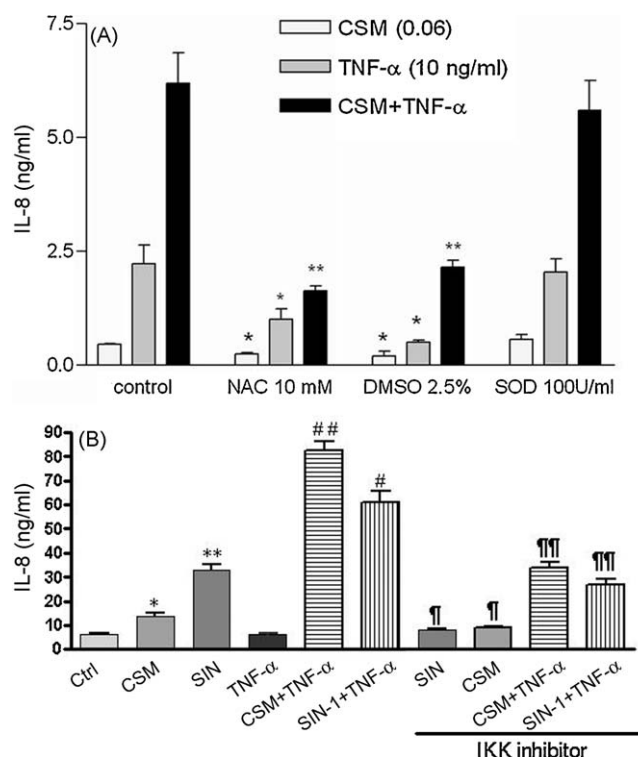 (A)
CSM (0.06)
TNF-α (10 ng/ml)
CSM+TNF-α
IL-8 (ng/ml)
7.5
5.0
2.5
0.0
* * **
* * **
control NAC 10 mM DMSO 2.5% SOD 100U/ml
(B)
IL-8 (ng/ml)
90
80
70
60
50
40
30
20
10
0
* ** ## # ¶ ¶ ¶¶ ¶¶
Ctrl CSM SIN TNF-α CSM+TNF-α SIN-1+TNF-α SIN CSM CSM+TNF-α SIN-1+TNF-α
IKK inhibitor